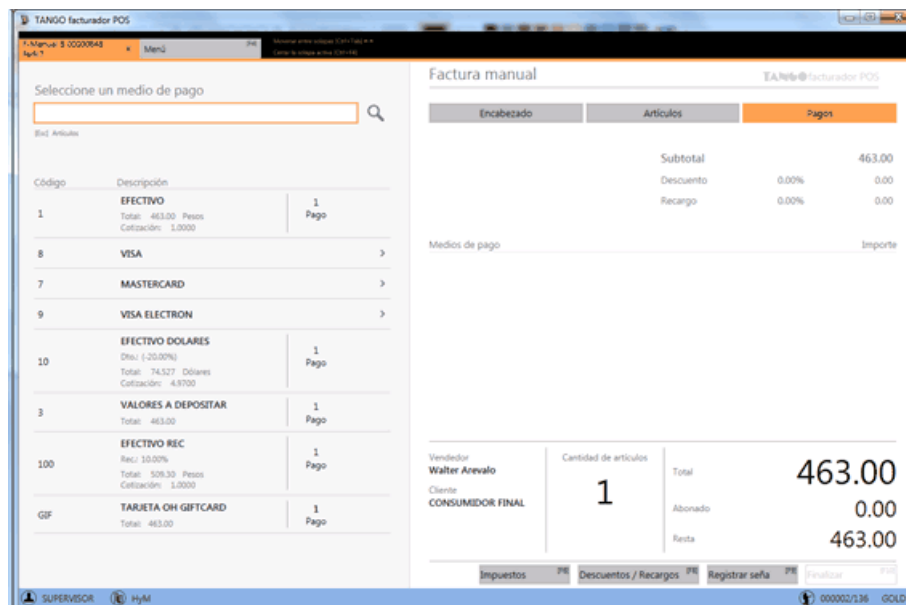 TANGO facturador POS
F.Manual B 00000648
Menú
Factura manual
TANGO facturador POS
Seleccione un medio de pago
Encabezado Artículos Pagos
[Esc] Artículos
Subtotal 463.00
Descuento 0.00% 0.00
Recargo 0.00% 0.00
Código Descripción
1 EFECTIVO 1 Pago
Total: 463.00 Pesos
Cotización: 1.0000
Medios de pago Importe
8 VISA
7 MASTERCARD
9 VISA ELECTRON
10 EFECTIVO DOLARES 1 Pago
Dto.: (-20.00%)
Total: 74.527 Dólares
Cotización: 4.9700
3 VALORES A DEPOSITAR 1 Pago
Total: 463.00
100 EFECTIVO REC 1 Pago
Rec.: 10.00%
Total: 509.30 Pesos
Cotización: 1.0000
GIF TARJETA OH GIFTCARD 1 Pago
Total: 463.00
Vendedor
Walter Arevalo
Cliente
CONSUMIDOR FINAL
Cantidad de artículos
1
Total 463.00
Abonado 0.00
Resta 463.00
Impuestos Descuentos / Recargos Registrar seña Finalizar
SUPERVISOR HyM 000002/136 GOLD